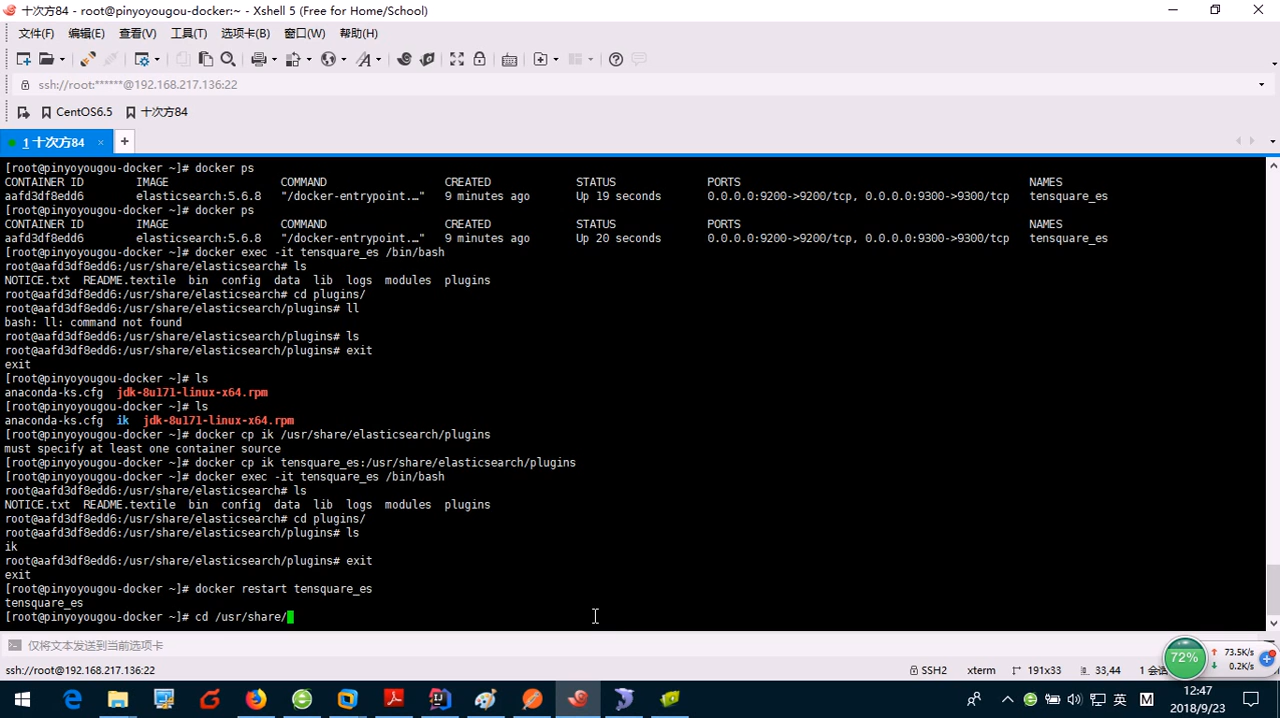 十次方84 - root@pinyoyougou-docker:~ - Xshell 5 (Free for Home/School)
文件(F) 编辑(E) 查看(V) 工具(T) 选项卡(B) 窗口(W) 帮助(H)
ssh://root:******@192.168.217.136:22
CentOS6.5 十次方84
1 十次方84 × +
[root@pinyoyougou-docker ~]# docker ps
CONTAINER ID IMAGE COMMAND CREATED STATUS PORTS NAMES
aafd3df8edd6 elasticsearch:5.6.8 "/docker-entrypoint.…" 9 minutes ago Up 19 seconds 0.0.0.0:9200->9200/tcp, 0.0.0.0:9300->9300/tcp tensquare_es
[root@pinyoyougou-docker ~]# docker ps
CONTAINER ID IMAGE COMMAND CREATED STATUS PORTS NAMES
aafd3df8edd6 elasticsearch:5.6.8 "/docker-entrypoint.…" 9 minutes ago Up 20 seconds 0.0.0.0:9200->9200/tcp, 0.0.0.0:9300->9300/tcp tensquare_es
[root@pinyoyougou-docker ~]# docker exec -it tensquare_es /bin/bash
root@aafd3df8edd6:/usr/share/elasticsearch# ls
NOTICE.txt README.textile bin config data lib logs modules plugins
root@aafd3df8edd6:/usr/share/elasticsearch# cd plugins/
root@aafd3df8edd6:/usr/share/elasticsearch/plugins# ll
bash: ll: command not found
root@aafd3df8edd6:/usr/share/elasticsearch/plugins# ls
root@aafd3df8edd6:/usr/share/elasticsearch/plugins# exit
exit
[root@pinyoyougou-docker ~]# ls
anaconda-ks.cfg jdk-8u171-linux-x64.rpm
[root@pinyoyougou-docker ~]# ls
anaconda-ks.cfg ik jdk-8u171-linux-x64.rpm
[root@pinyoyougou-docker ~]# docker cp ik /usr/share/elasticsearch/plugins
must specify at least one container source
[root@pinyoyougou-docker ~]# docker cp ik tensquare_es:/usr/share/elasticsearch/plugins
[root@pinyoyougou-docker ~]# docker exec -it tensquare_es /bin/bash
root@aafd3df8edd6:/usr/share/elasticsearch# ls
NOTICE.txt README.textile bin config data lib logs modules plugins
root@aafd3df8edd6:/usr/share/elasticsearch# cd plugins/
root@aafd3df8edd6:/usr/share/elasticsearch/plugins# ls
ik
root@aafd3df8edd6:/usr/share/elasticsearch/plugins# exit
exit
[root@pinyoyougou-docker ~]# docker restart tensquare_es
tensquare_es
[root@pinyoyougou-docker ~]# cd /usr/share/
仅将文本发送到当前选项卡
ssh://root@192.168.217.136:22 SSH2 xterm 191x33 33,44 1 会
72% 73.5K/s
0.2K/s
英 M 12:47
2018/9/23